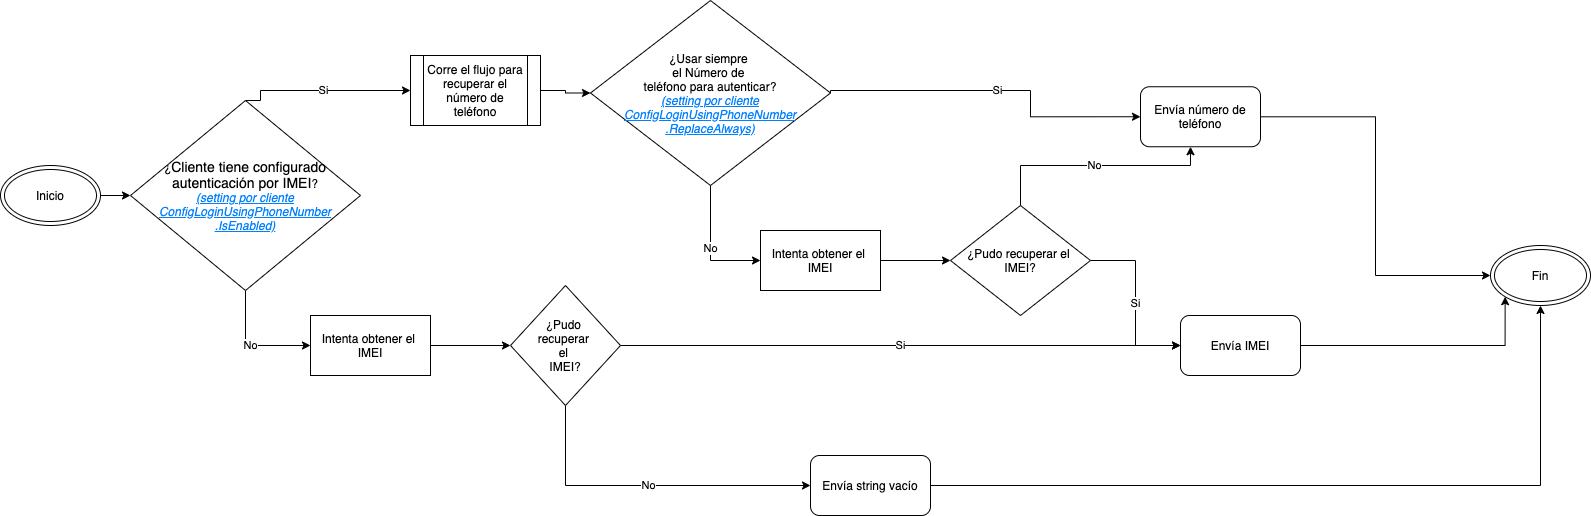 Inicio
¿Cliente tiene configurado
autenticación por IMEI?
(setting por cliente
ConfigLoginUsingPhoneNumber
.IsEnabled)
Si
Corre el flujo para
recuperar el
número de
teléfono
¿Usar siempre
el Número de
teléfono para autenticar?
(setting por cliente
ConfigLoginUsingPhoneNumber
.ReplaceAlways)
Si
Envía número de
teléfono
No
Intenta obtener el
IMEI
¿Pudo recuperar el
IMEI?
No
Si
No
Intenta obtener el
IMEI
¿Pudo
recuperar
el
IMEI?
Si
Envía IMEI
No
Envía string vacío
Fin